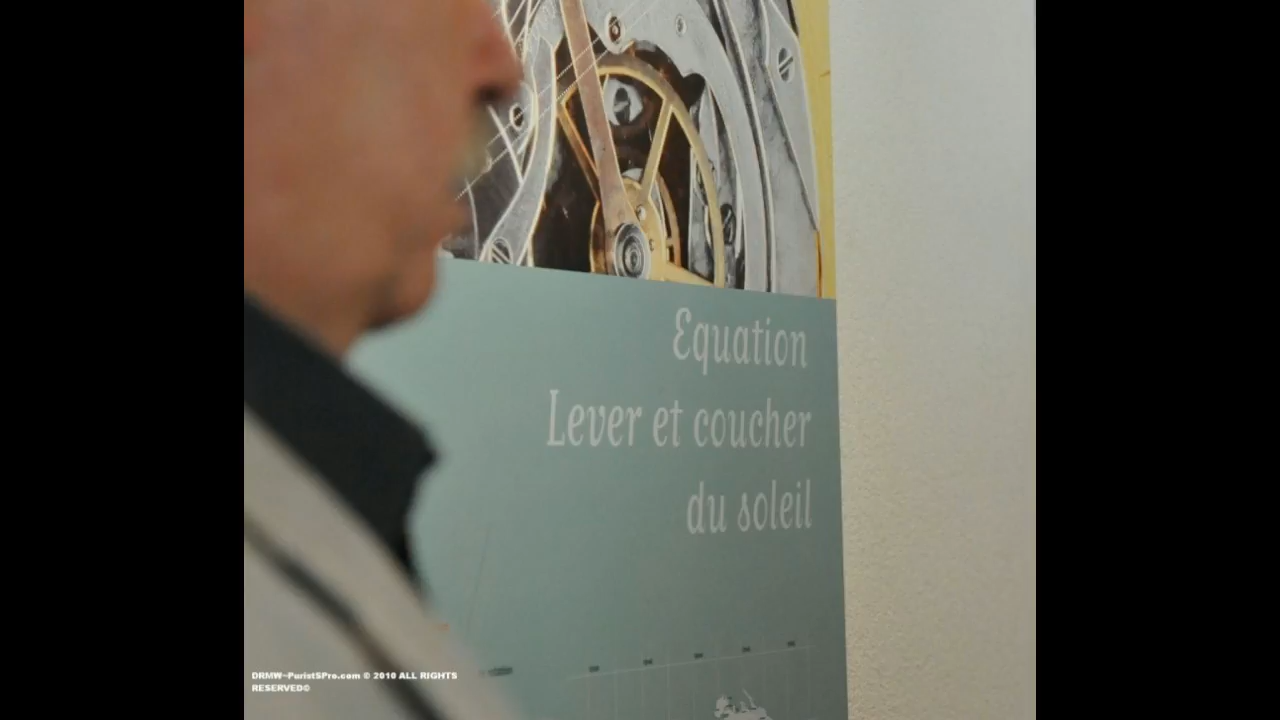 Equation
Lever et coucher
du soleil
DRMW~PuristSPro.com © 2010 ALL RIGHTS
RESERVED©